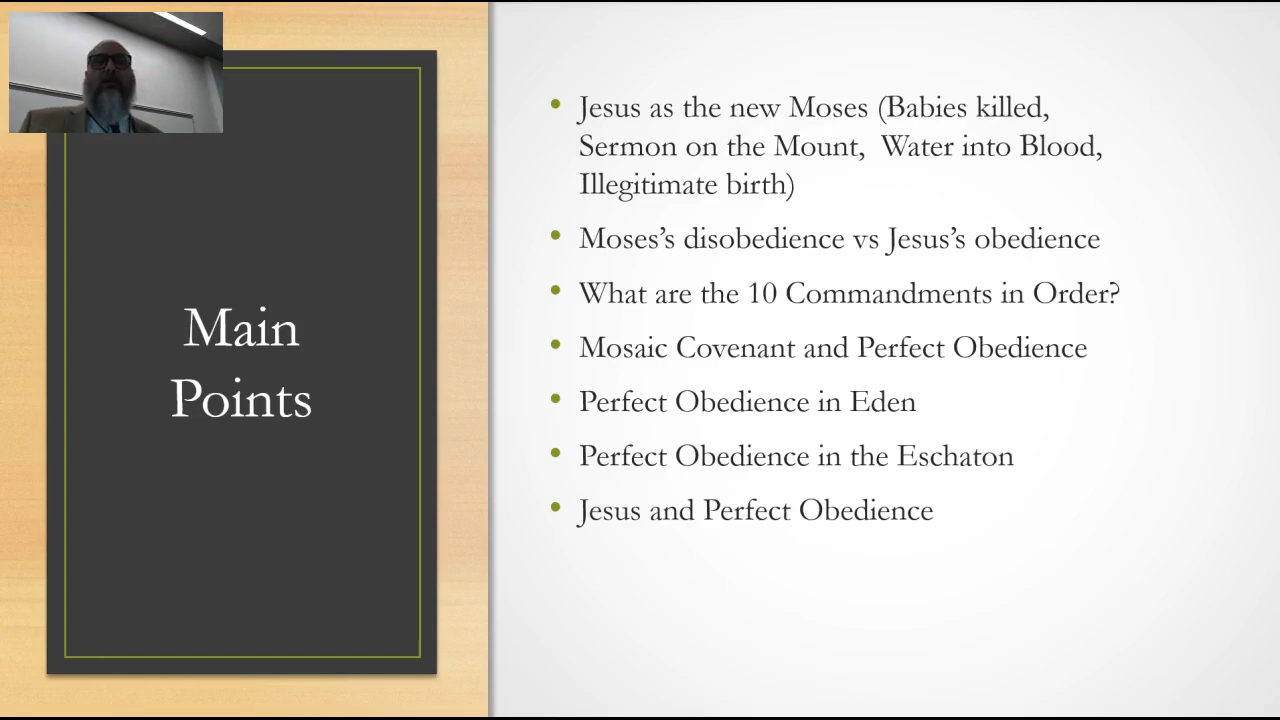 Main
Points
• Jesus as the new Moses (Babies killed,
Sermon on the Mount,  Water into Blood,
Illegitimate birth)
• Moses’s disobedience vs Jesus’s obedience
• What are the 10 Commandments in Order?
• Mosaic Covenant and Perfect Obedience
• Perfect Obedience in Eden
• Perfect Obedience in the Eschaton
• Jesus and Perfect Obedience